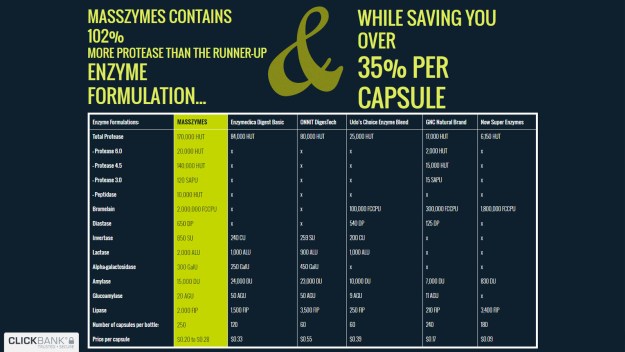 MASSZYMES CONTAINS
102%
MORE PROTEASE THAN THE RUNNER-UP
ENZYME
FORMULATION...
&
WHILE SAVING YOU
OVER
35% PER
CAPSULE
Enzyme Formulations: MASSZYMES Enzymedica Digest Basic OMNIT DigesTech Udo's Choice Enzyme Blend GNC Natural Brand Now Super Enzymes
Total Protease 170,000 HUT 84,000 HUT 80,000 HUT 25,000 HUT 17,000 HUT 6,150 HUT
-Protease 6.0 20,000 HUT x x x 2,000 HUT x
-Protease 4.5 140,000 HUT x x x 15,000 HUT x
-Protease 3.0 120 SAPU x x x 15 SAPU x
-Peptidase 10,000 HUT x x x x x
Bromelain 2,000,000 FCCPU x x 100,000 FCCPU 300,000 FCCPU 1,800,000 FCCPU
Diastase 650 DP x x 540 DP 125 DP x
Invertase 850 SU 240 CU 259 SU 200 CU x x
Lactase 2,000 ALU 1,000 ALU 900 ALU 1,000 ALU x x
Alpha-galactosidase 300 GalU 250 GalU 450 GalU x x x
Amylase 15,000 DU 24,000 DU 23,000 DU 10,000 DU 7,000 DU 830 DU
Glucoamylase 20 AGU 50 AGU 50 AGU 9 AGU 11 AGU x
Lipase 2,000 FIP 1,500 FIP 3,500 FIP 250 FIP 210 FIP 3,400 FIP
Number of capsules per bottle: 250 120 60 60 240 180
Price per capsule $0.20 to $0.28 $0.33 $0.55 $0.39 $0.17 $0.09
CLICKBANK